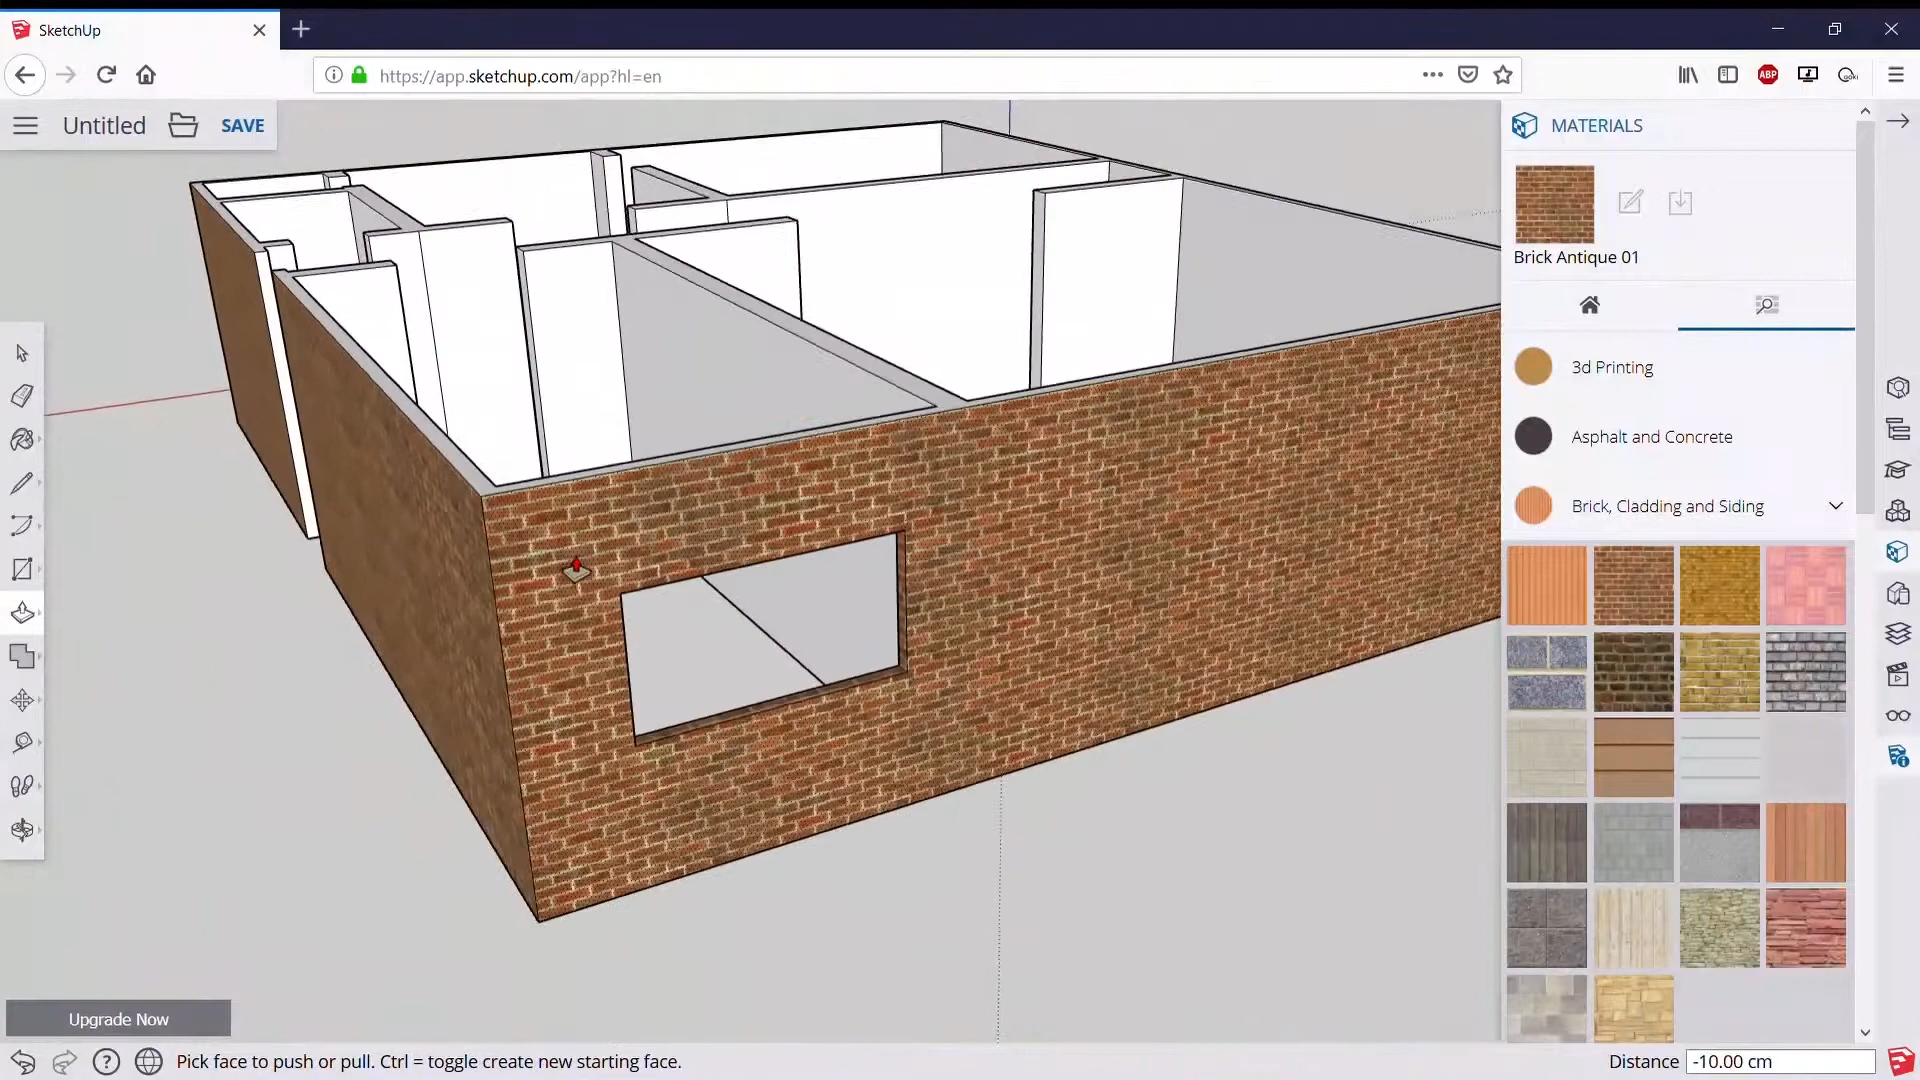 SketchUp
https://app.sketchup.com/app?hl=en
ABP
Untitled
SAVE
MATERIALS
Brick Antique 01
3d Printing
Asphalt and Concrete
Brick, Cladding and Siding
Upgrade Now
Pick face to push or pull. Ctrl = toggle create new starting face.
Distance
-10.00 cm